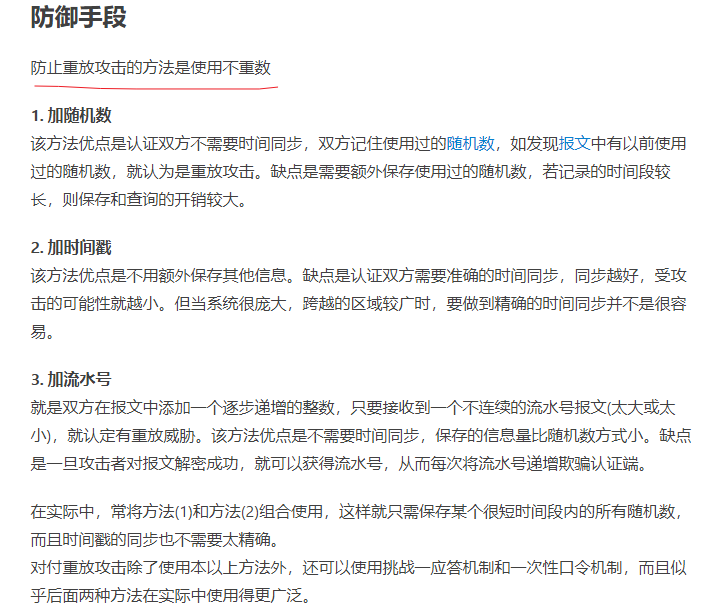 防御手段
防止重放攻击的方法是使用不重数
1. 加随机数
该方法优点是认证双方不需要时间同步，双方记住使用过的随机数，如发现报文中有以前使用
过的随机数，就认为是重放攻击。缺点是需要额外保存使用过的随机数，若记录的时间段较
长，则保存和查询的开销较大。
2. 加时间戳
该方法优点是不用额外保存其他信息。缺点是认证双方需要准确的时间同步，同步越好，受攻
击的可能性就越小。但当系统很庞大，跨越的区域较广时，要做到精确的时间同步并不是很容
易。
3. 加流水号
就是双方在报文中添加一个逐步递增的整数，只要接收到一个不连续的流水号报文(太大或太
小)，就认定有重放威胁。该方法优点是不需要时间同步，保存的信息量比随机数方式小。缺点
是一旦攻击者对报文解密成功，就可以获得流水号，从而每次将流水号递增欺骗认证端。
在实际中，常将方法(1)和方法(2)组合使用，这样就只需保存某个很短时间段内的所有随机数，
而且时间戳的同步也不需要太精确。
对付重放攻击除了使用本以上方法外，还可以使用挑战一应答机制和一次性口令机制，而且似
乎后面两种方法在实际中使用得更广泛。